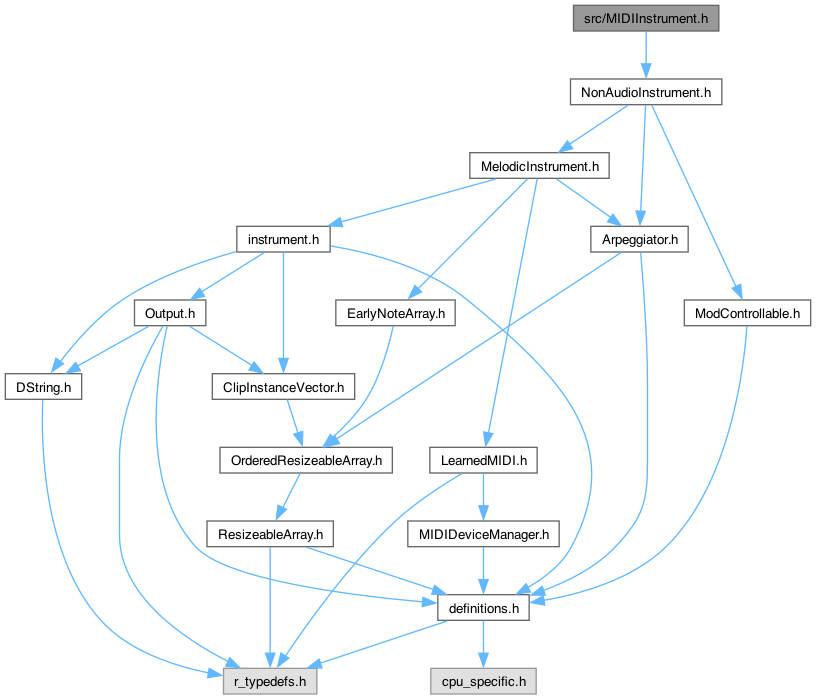 src/MIDIInstrument.h
NonAudioInstrument.h
MelodicInstrument.h
instrument.h
Arpeggiator.h
Output.h
EarlyNoteArray.h
ModControllable.h
DString.h
ClipInstanceVector.h
OrderedResizeableArray.h
LearnedMIDI.h
ResizeableArray.h
MIDIDeviceManager.h
definitions.h
r_typedefs.h
cpu_specific.h